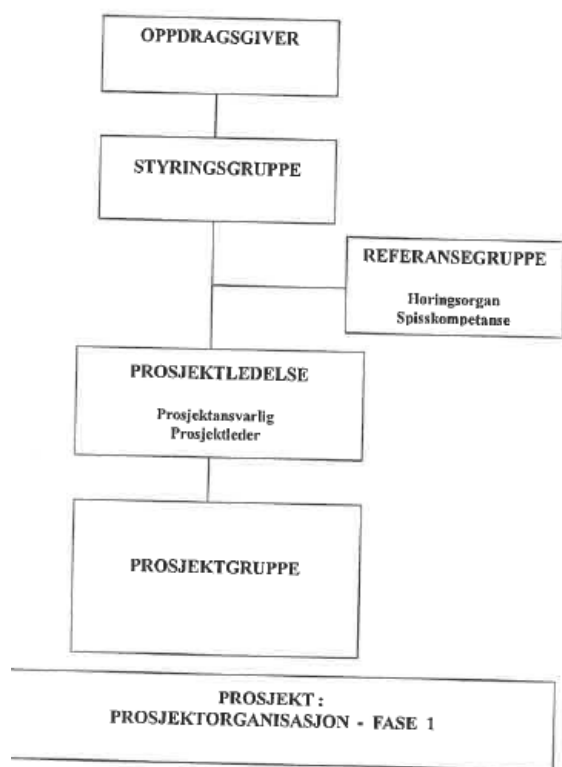 OPPDRAGSGIVER
STYRINGSGRUPPE
REFERANSEGRUPPE
Høringsorgan
Spisskompetanse
PROSJEKTLEDELSE
Prosjektansvarlig
Prosjektleder
PROSJEKTGRUPPE
PROSJEKT :
PROSJEKTORGANISASJON - FASE 1